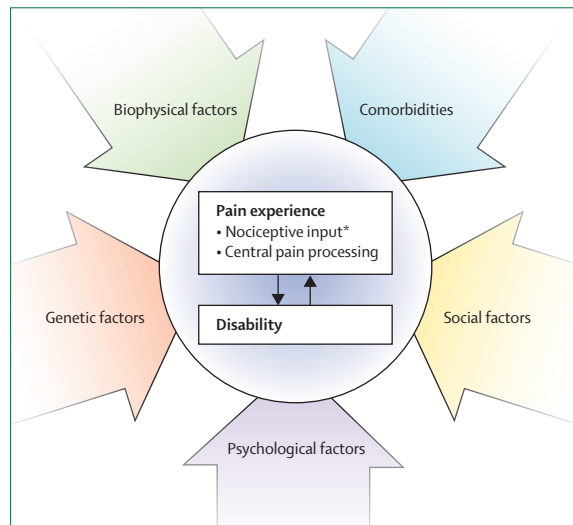 Biophysical factors
Comorbidities
Pain experience
• Nociceptive input*
• Central pain processing
Disability
Genetic factors
Social factors
Psychological factors